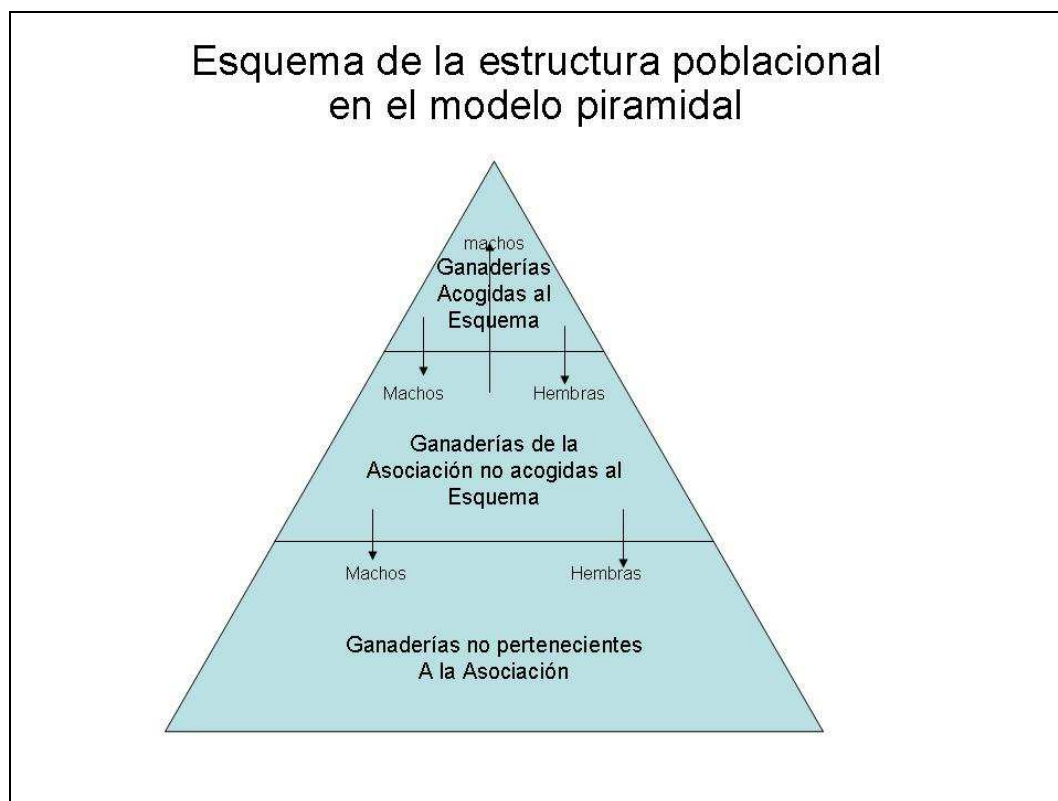 Esquema de la estructura poblacional
en el modelo piramidal
machos
Ganaderías
Acogidas al
Esquema
Machos Hembras
Ganaderías de la
Asociación no acogidas al
Esquema
Machos Hembras
Ganaderías no pertenecientes
A la Asociación